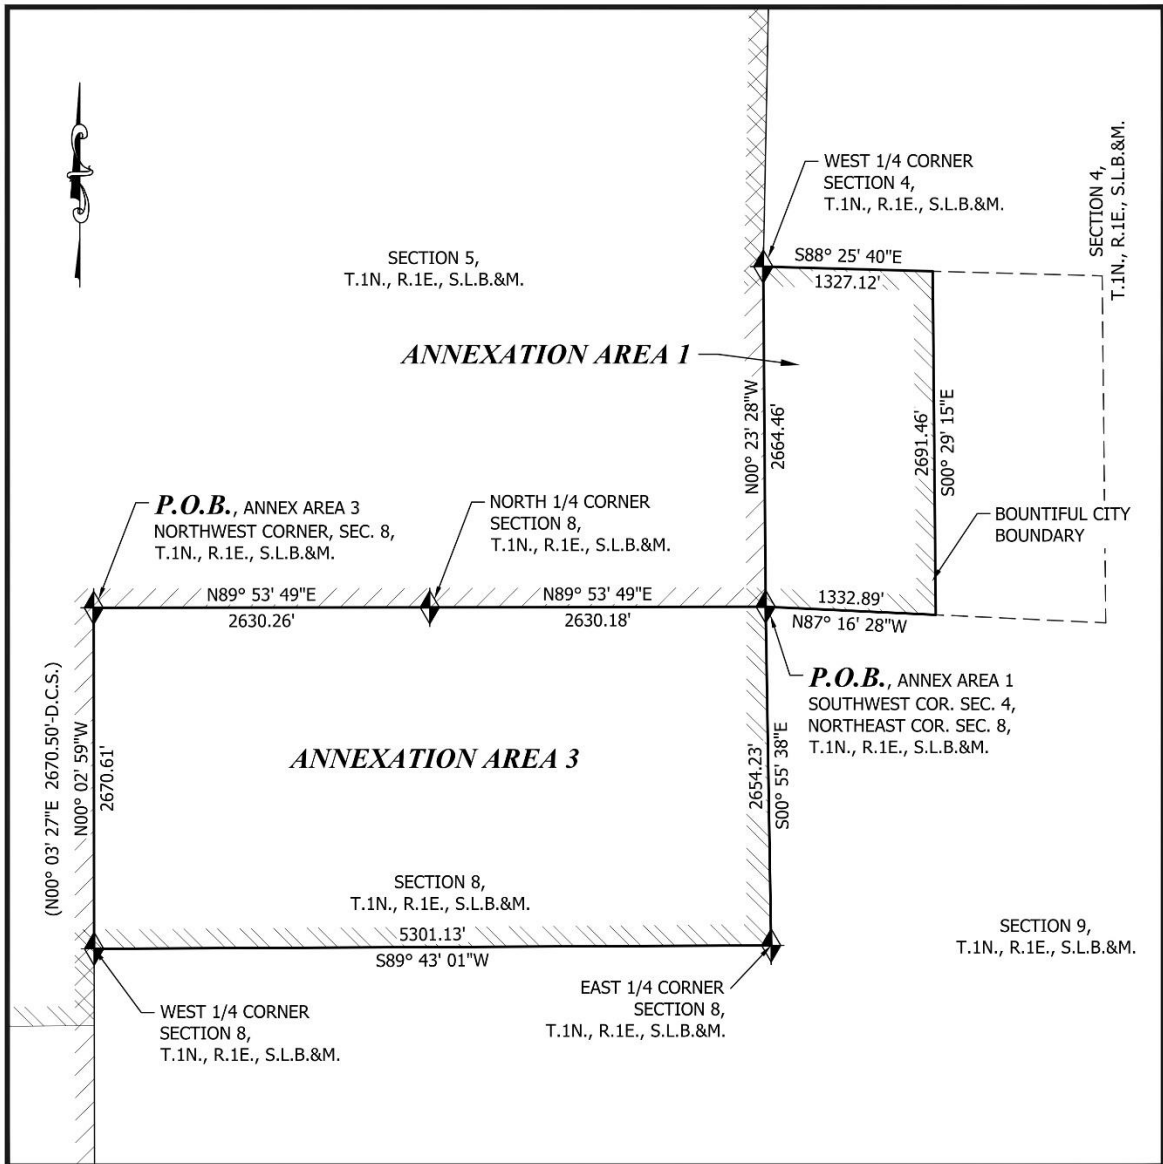 WEST 1/4 CORNER
SECTION 4,
T.1N., R.1E., S.L.B.&M.
SECTION 4,
T.1N., R.1E., S.L.B.&M.
SECTION 5,
T.1N., R.1E., S.L.B.&M.
S88° 25' 40"E
1327.12'
ANNEXATION AREA 1
N00° 23' 28"W
2664.46'
2691.46'
S00° 29' 15"E
P.O.B., ANNEX AREA 3
NORTHWEST CORNER, SEC. 8,
T.1N., R.1E., S.L.B.&M.
NORTH 1/4 CORNER
SECTION 8,
T.1N., R.1E., S.L.B.&M.
BOUNTIFUL CITY
BOUNDARY
N89° 53' 49"E
2630.26'
N89° 53' 49"E
2630.18'
1332.89'
N87° 16' 28"W
P.O.B., ANNEX AREA 1
SOUTHWEST COR. SEC. 4,
NORTHEAST COR. SEC. 8,
T.1N., R.1E., S.L.B.&M.
(N00° 03' 27"E 2670.50'-D.C.S.)
N00° 02' 59"W
2670.61'
ANNEXATION AREA 3
2654.23'
S00° 55' 38"E
SECTION 8,
T.1N., R.1E., S.L.B.&M.
5301.13'
S89° 43' 01"W
SECTION 9,
T.1N., R.1E., S.L.B.&M.
WEST 1/4 CORNER
SECTION 8,
T.1N., R.1E., S.L.B.&M.
EAST 1/4 CORNER
SECTION 8,
T.1N., R.1E., S.L.B.&M.